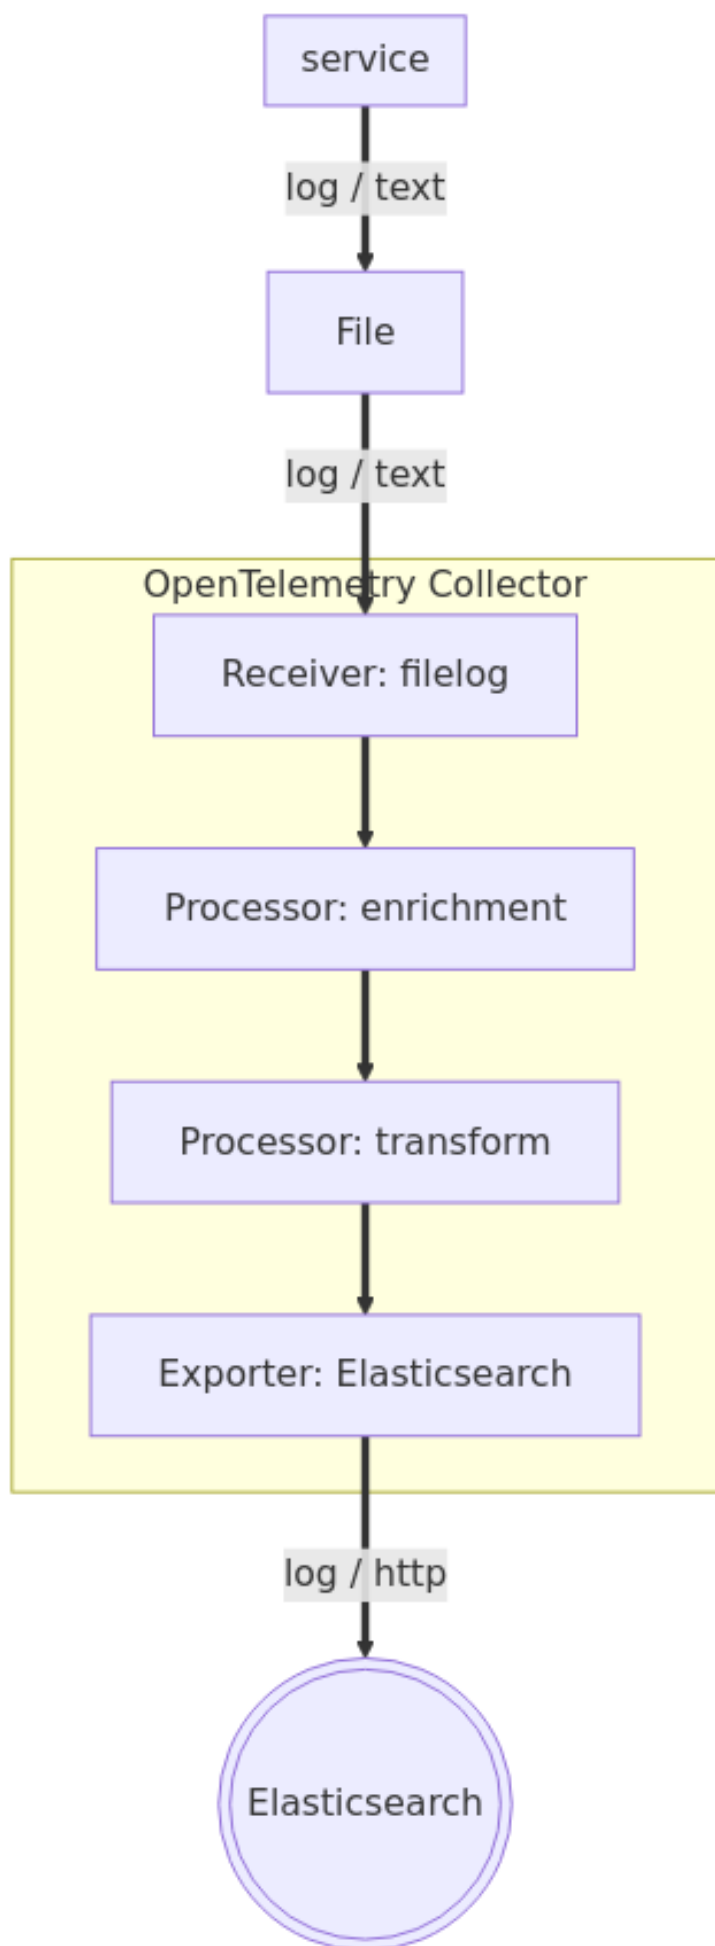 service
log / text
File
log / text
OpenTelemetry Collector
Receiver: filelog
Processor: enrichment
Processor: transform
Exporter: Elasticsearch
log / http
Elasticsearch